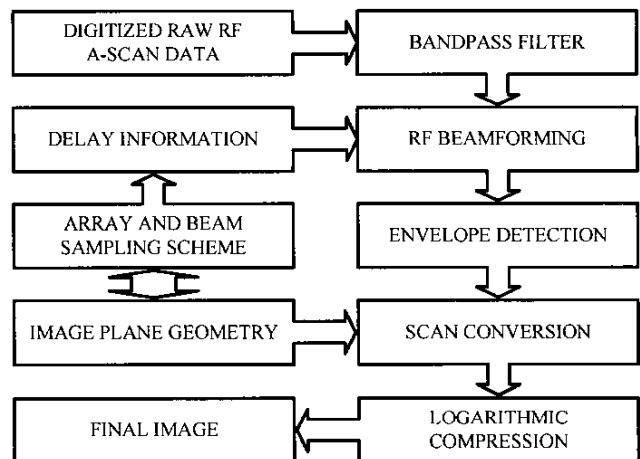 DIGITIZED RAW RF
A-SCAN DATA
BANDPASS FILTER
DELAY INFORMATION
RF BEAMFORMING
ARRAY AND BEAM
SAMPLING SCHEME
ENVELOPE DETECTION
IMAGE PLANE GEOMETRY
SCAN CONVERSION
FINAL IMAGE
LOGARITHMIC
COMPRESSION